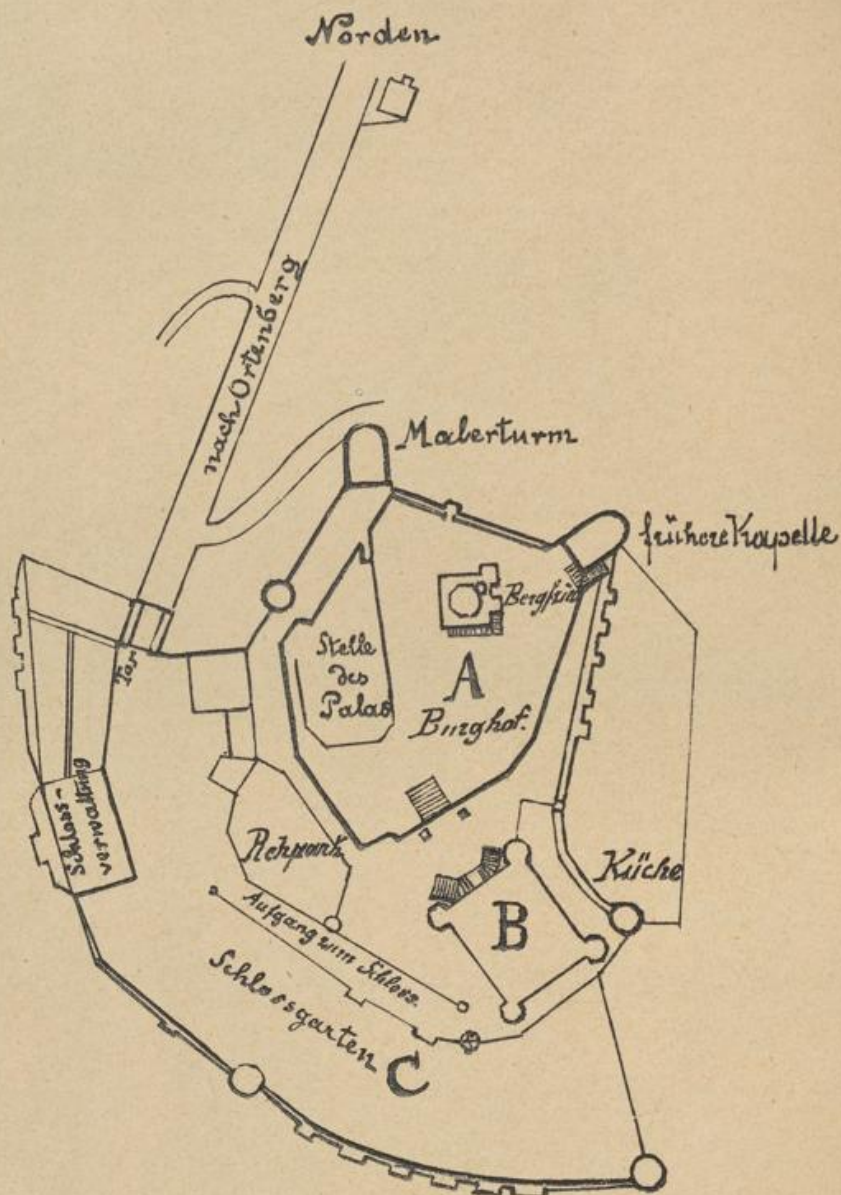 Norden
nach Ortenberg
Malerturm
frühere Kapelle
Bergfrid
Stelle
des
Palas
A
Burghof.
Tor
Schloss-
verwaltung
Rehpark
Küche
Aufgang zum Schloss.
B
Schlossgarten
C